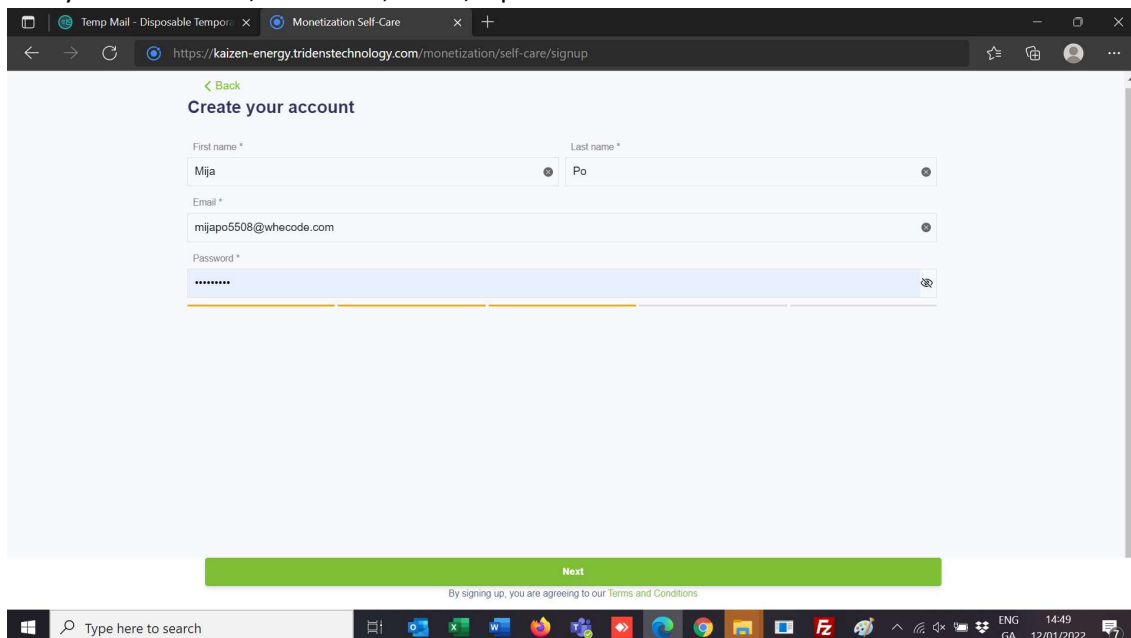 Temp Mail - Disposable Tempora
Monetization Self-Care
https://kaizen-energy.tridenstechnology.com/monetization/self-care/signup
Back
Create your account
First name *
Last name *
Mija
Po
Email *
mijapo5508@whecode.com
Password *
•••••••••
Next
By signing up, you are agreeing to our Terms and Conditions
Type here to search
ENG
GA
14:49
12/01/2022
7